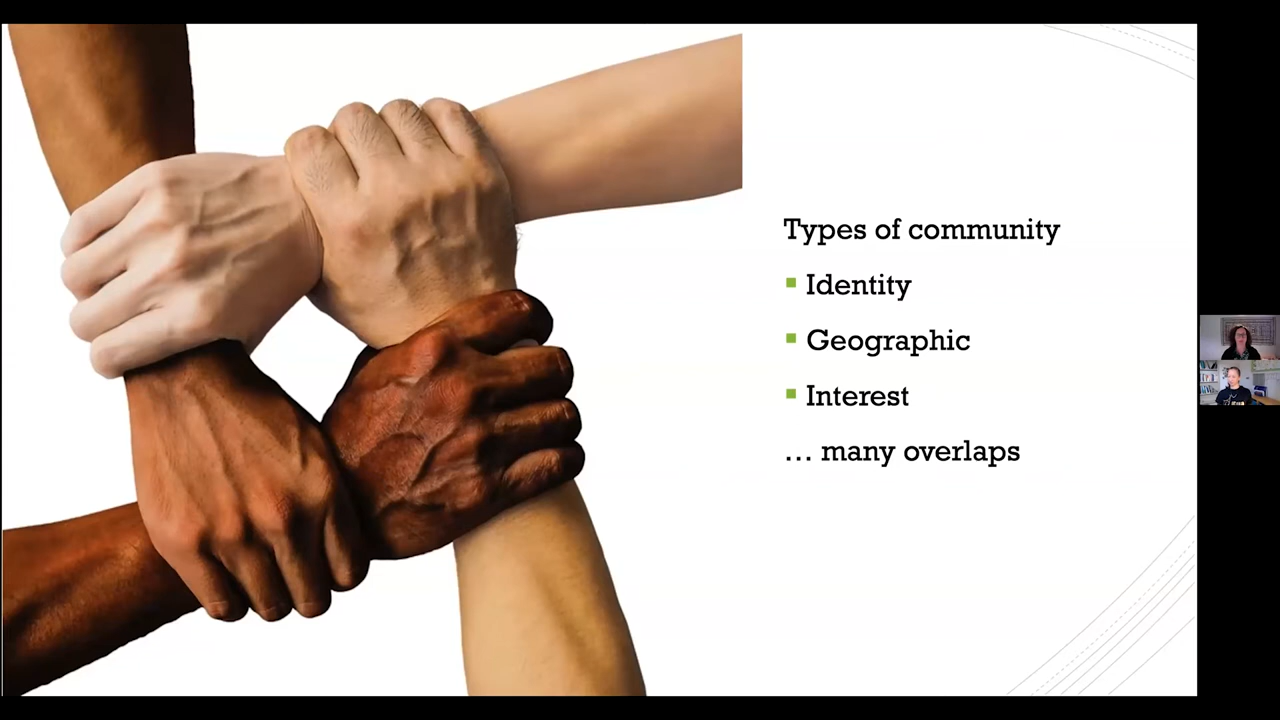 Types of community
Identity
Geographic
Interest
… many overlaps